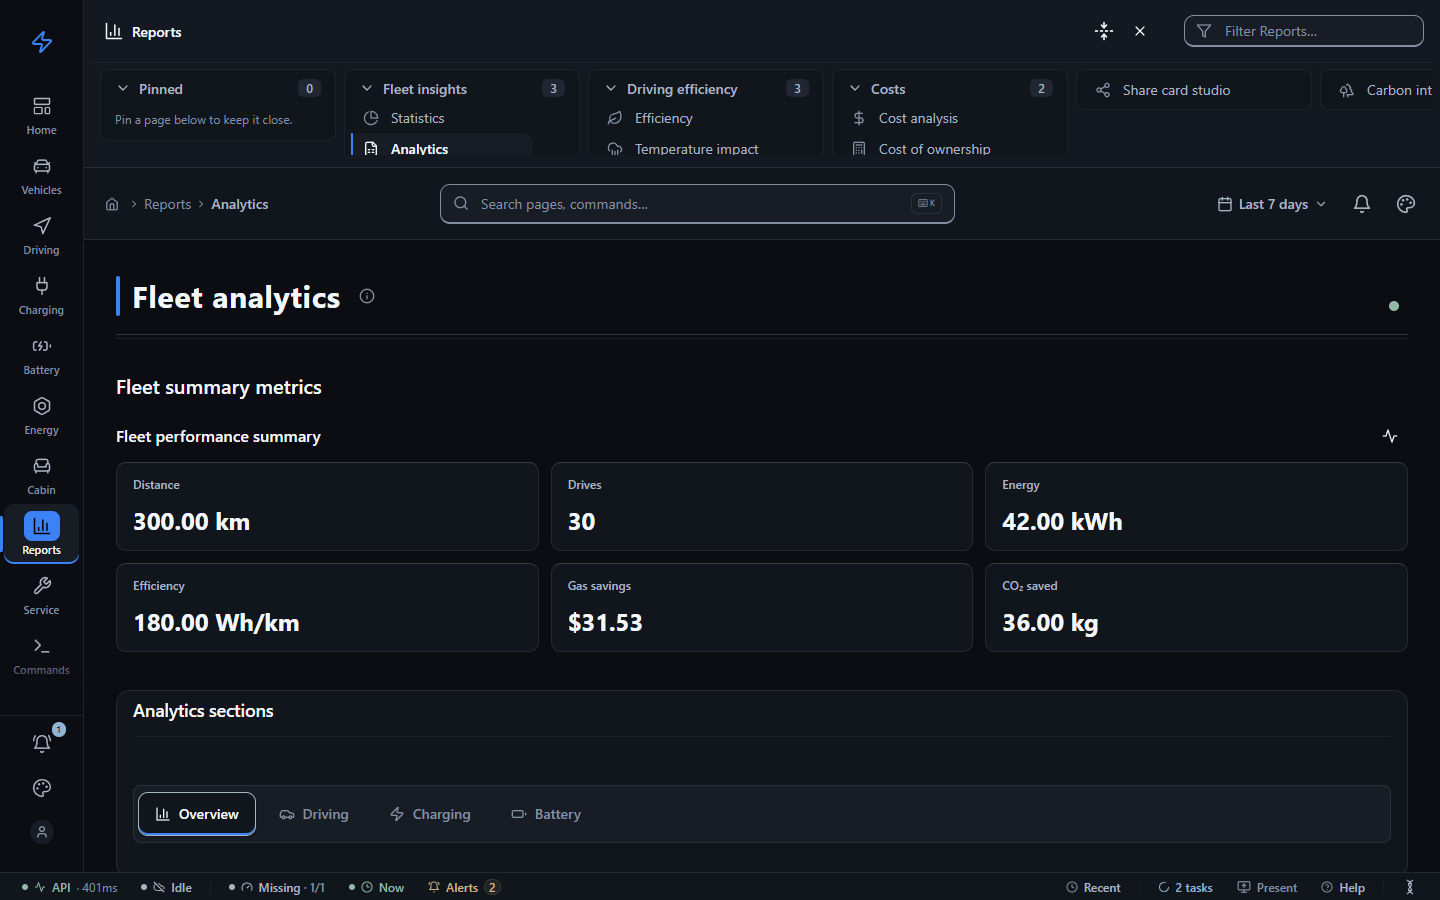 Reports
Filter Reports...
Pinned 0
Pin a page below to keep it close.
Fleet insights 3
Statistics
Analytics
Driving efficiency 3
Efficiency
Temperature impact
Costs 2
Cost analysis
Cost of ownership
Share card studio
Carbon int
Home
Vehicles
Driving
Charging
Battery
Energy
Cabin
Reports
Service
Commands
1
Reports
Analytics
Search pages, commands...
K
Last 7 days
Fleet analytics
Fleet summary metrics
Fleet performance summary
Distance
300.00 km
Drives
30
Energy
42.00 kWh
Efficiency
180.00 Wh/km
Gas savings
$31.53
CO₂ saved
36.00 kg
Analytics sections
Overview
Driving
Charging
Battery
API · 401ms
Idle
Missing · 1/1
Now
Alerts 2
Recent
2 tasks
Present
Help